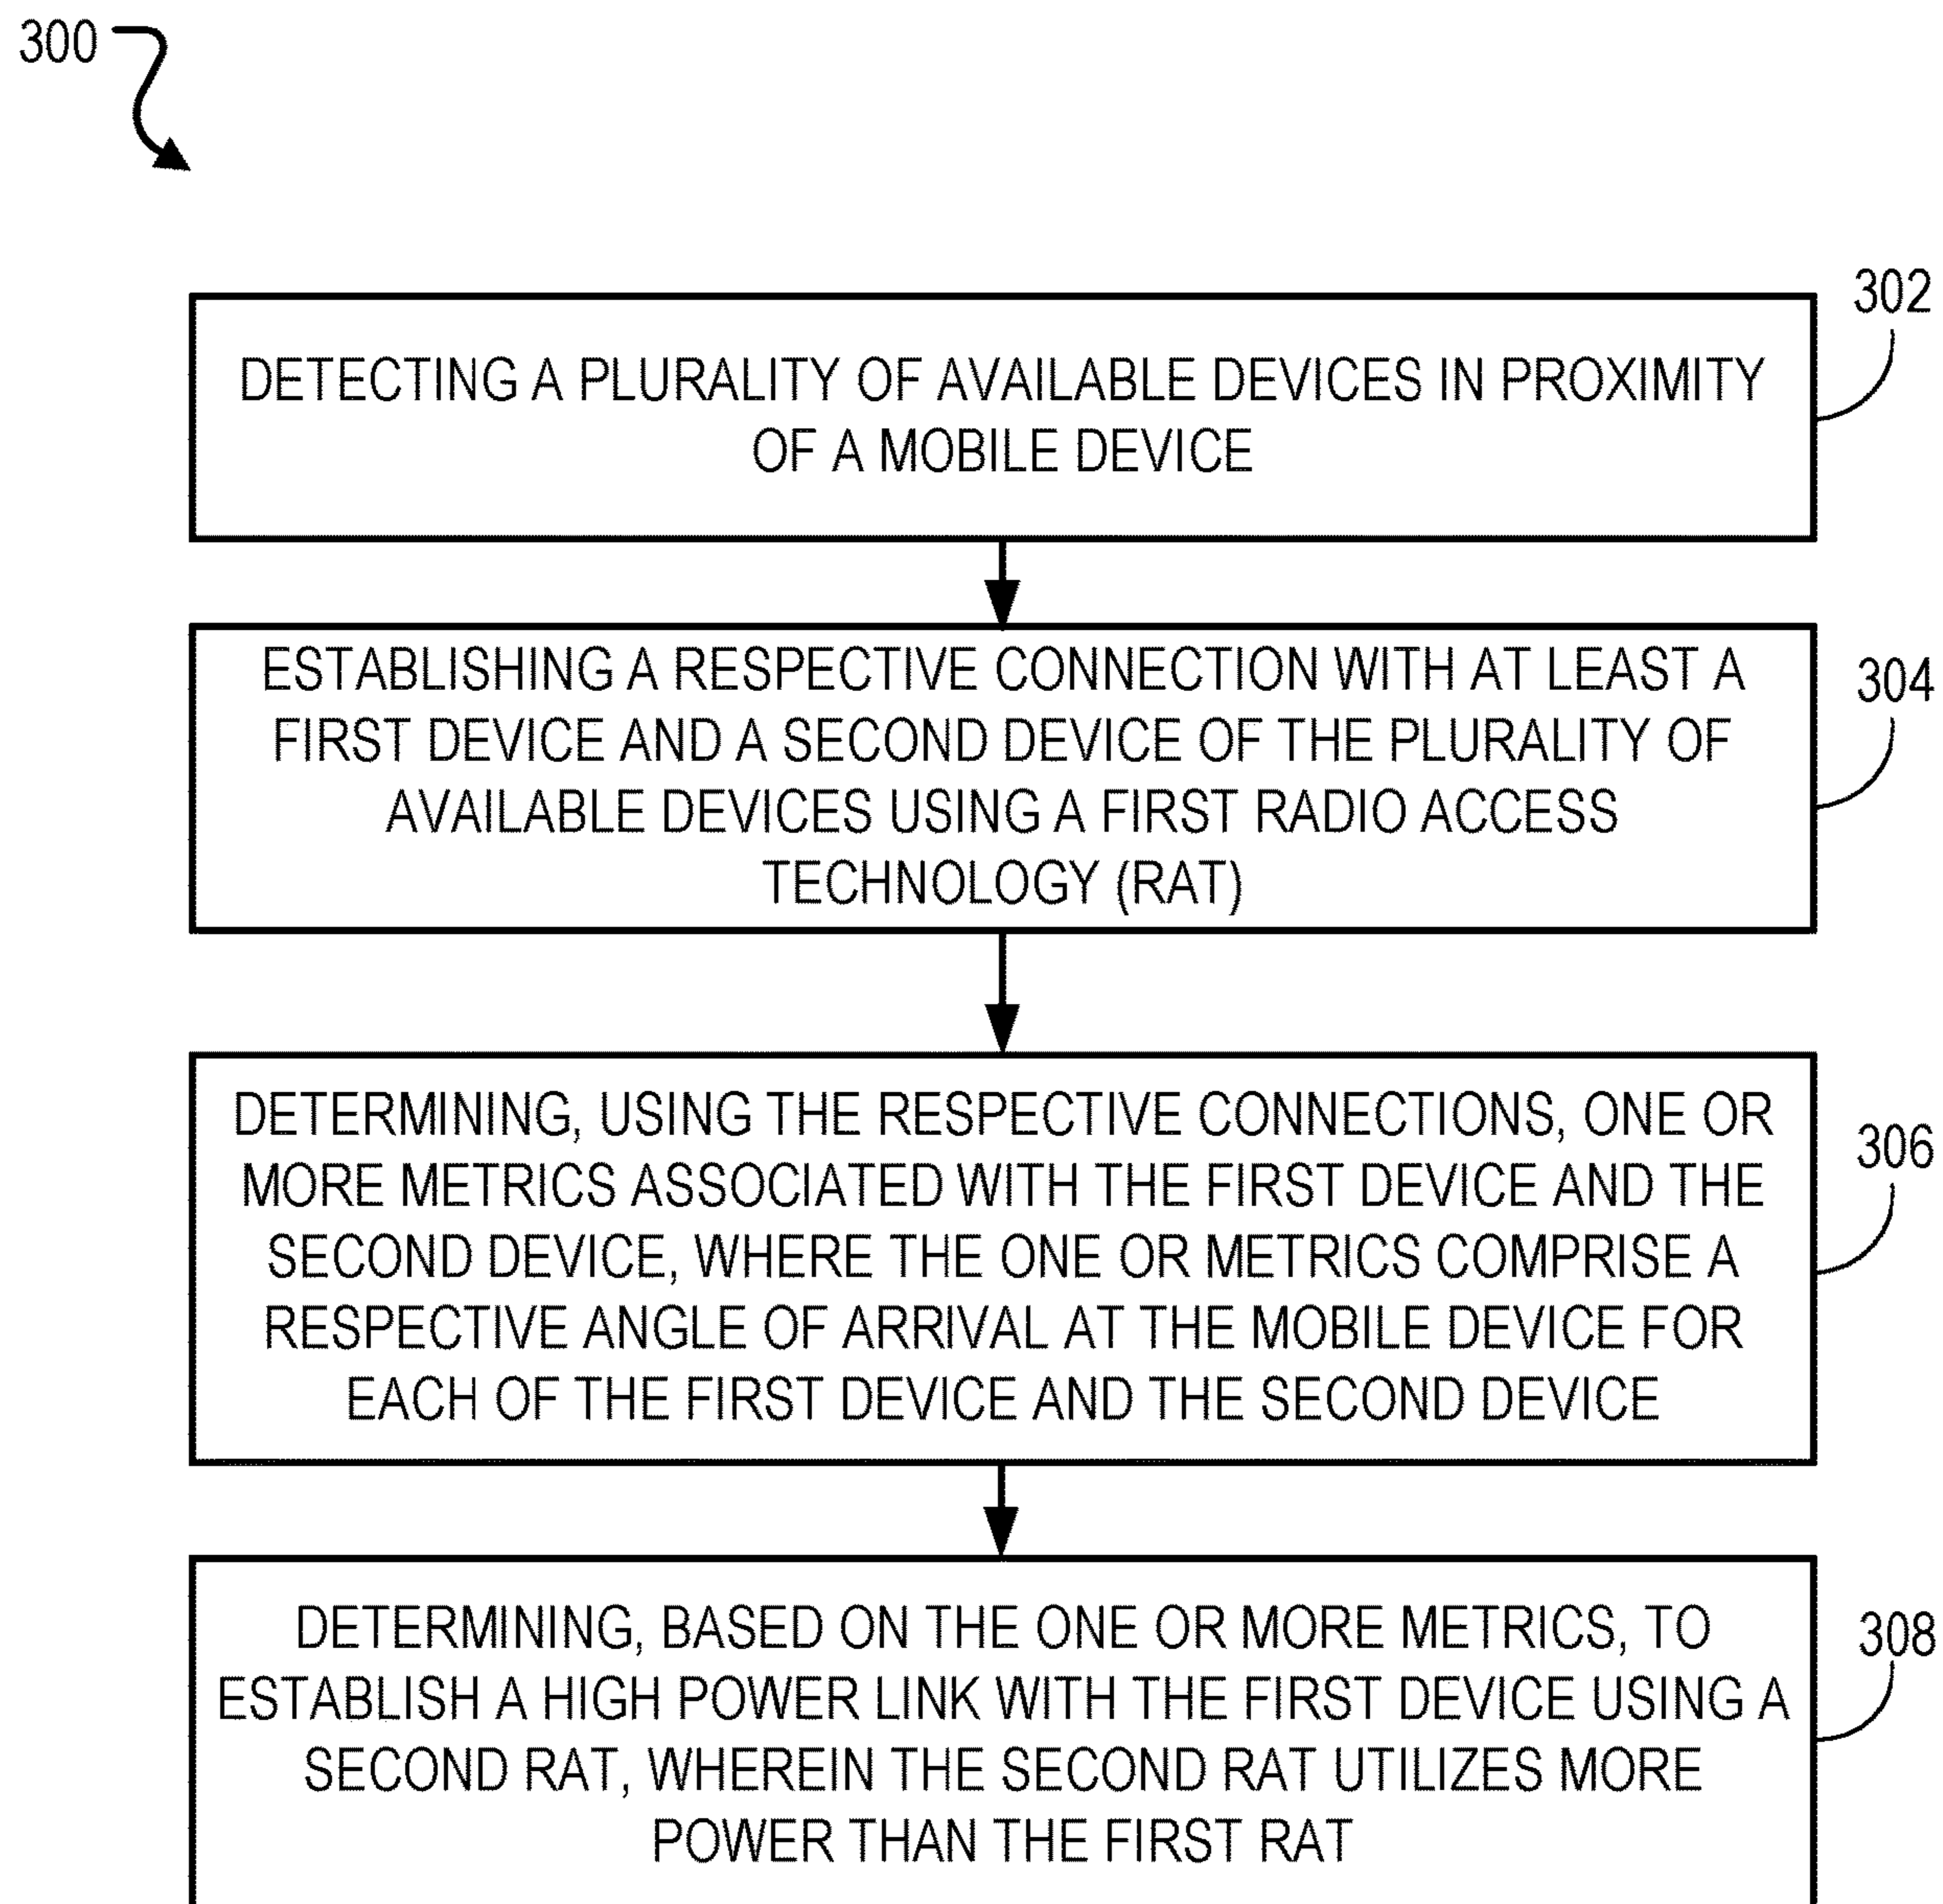 300
302
DETECTING A PLURALITY OF AVAILABLE DEVICES IN PROXIMITY
OF A MOBILE DEVICE
304
ESTABLISHING A RESPECTIVE CONNECTION WITH AT LEAST A
FIRST DEVICE AND A SECOND DEVICE OF THE PLURALITY OF
AVAILABLE DEVICES USING A FIRST RADIO ACCESS
TECHNOLOGY (RAT)
306
DETERMINING, USING THE RESPECTIVE CONNECTIONS, ONE OR
MORE METRICS ASSOCIATED WITH THE FIRST DEVICE AND THE
SECOND DEVICE, WHERE THE ONE OR METRICS COMPRISE A
RESPECTIVE ANGLE OF ARRIVAL AT THE MOBILE DEVICE FOR
EACH OF THE FIRST DEVICE AND THE SECOND DEVICE
308
DETERMINING, BASED ON THE ONE OR MORE METRICS, TO
ESTABLISH A HIGH POWER LINK WITH THE FIRST DEVICE USING A
SECOND RAT, WHEREIN THE SECOND RAT UTILIZES MORE
POWER THAN THE FIRST RAT